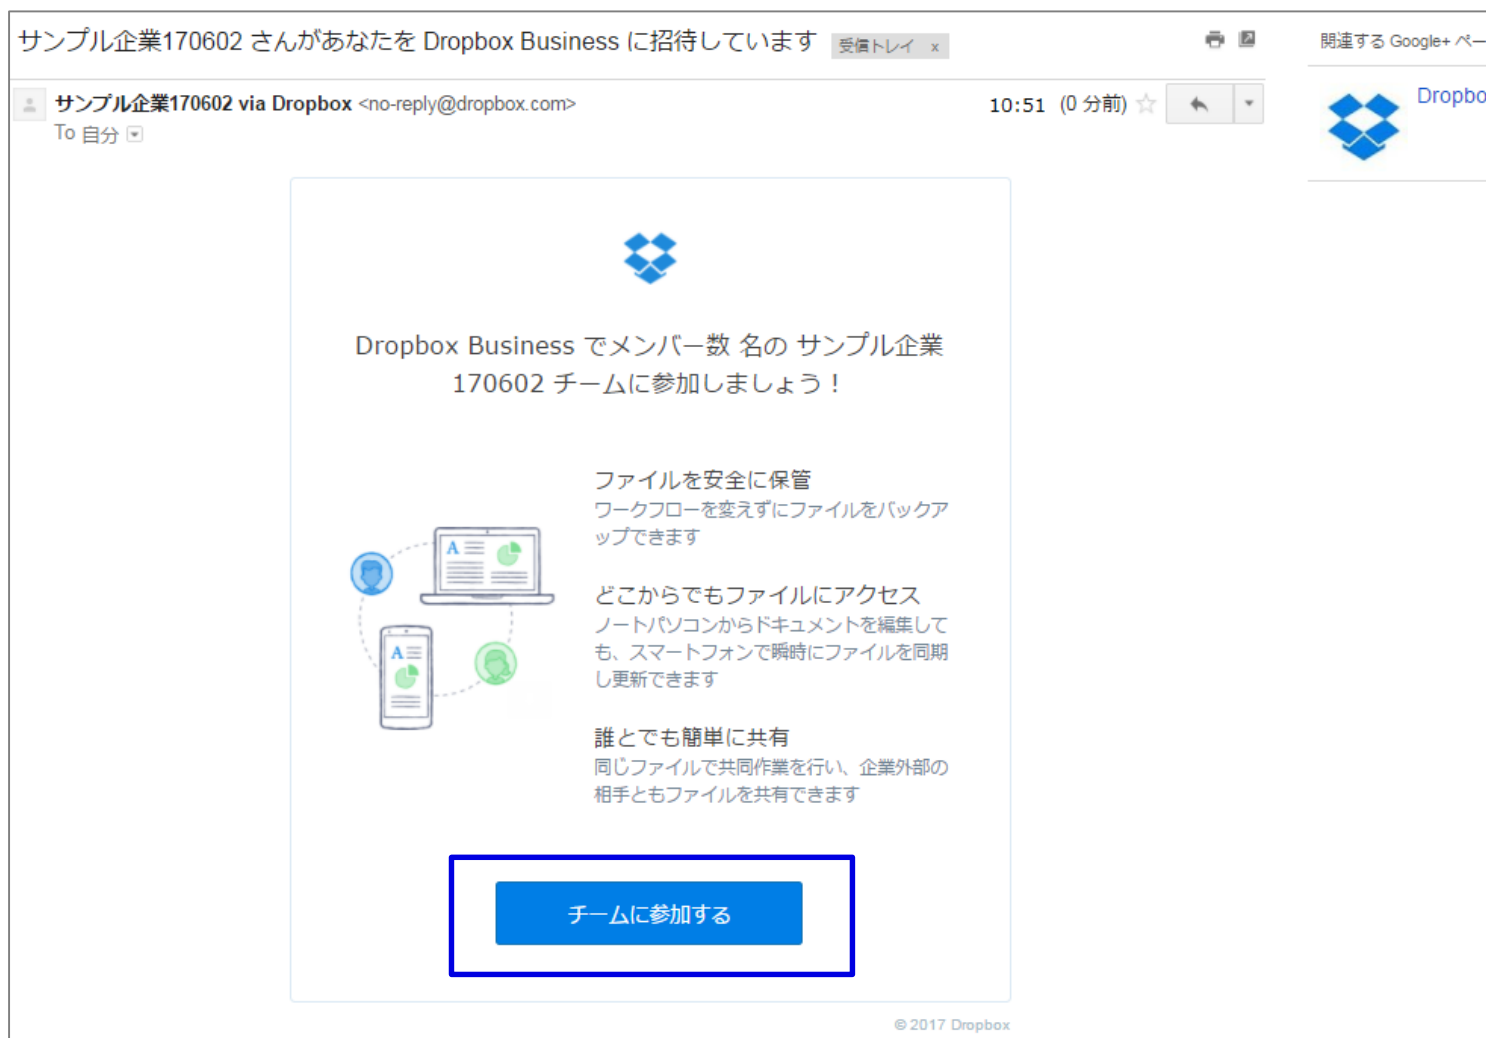 サンプル企業170602 さんがあなたを Dropbox Business に招待しています 受信トレイ x
関連する Google+ ペー
サンプル企業170602 via Dropbox <no-reply@dropbox.com>
10:51 (0 分前)
To 自分
Dropbo
Dropbox Business でメンバー数 名の サンプル企業
170602 チームに参加しましょう！
ファイルを安全に保管
ワークフローを変えずにファイルをバックア
ップできます
どこからでもファイルにアクセス
ノートパソコンからドキュメントを編集して
も、スマートフォンで瞬時にファイルを同期
し更新できます
誰とでも簡単に共有
同じファイルで共同作業を行い、企業外部の
相手ともファイルを共有できます
A
A
チームに参加する
© 2017 Dropbox